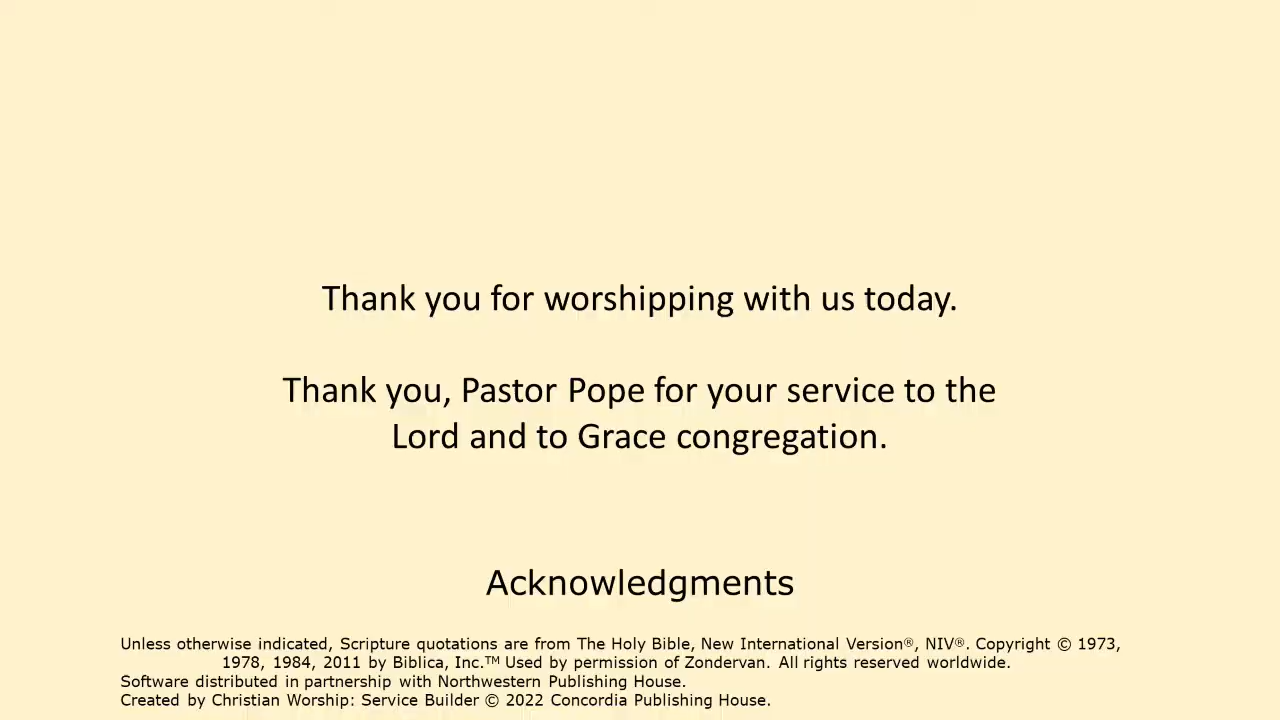 Thank you for worshipping with us today.
Thank you, Pastor Pope for your service to the
Lord and to Grace congregation.
Acknowledgments
Unless otherwise indicated, Scripture quotations are from The Holy Bible, New International Version®, NIV®. Copyright © 1973,
1978, 1984, 2011 by Biblica, Inc.™ Used by permission of Zondervan. All rights reserved worldwide.
Software distributed in partnership with Northwestern Publishing House.
Created by Christian Worship: Service Builder © 2022 Concordia Publishing House.